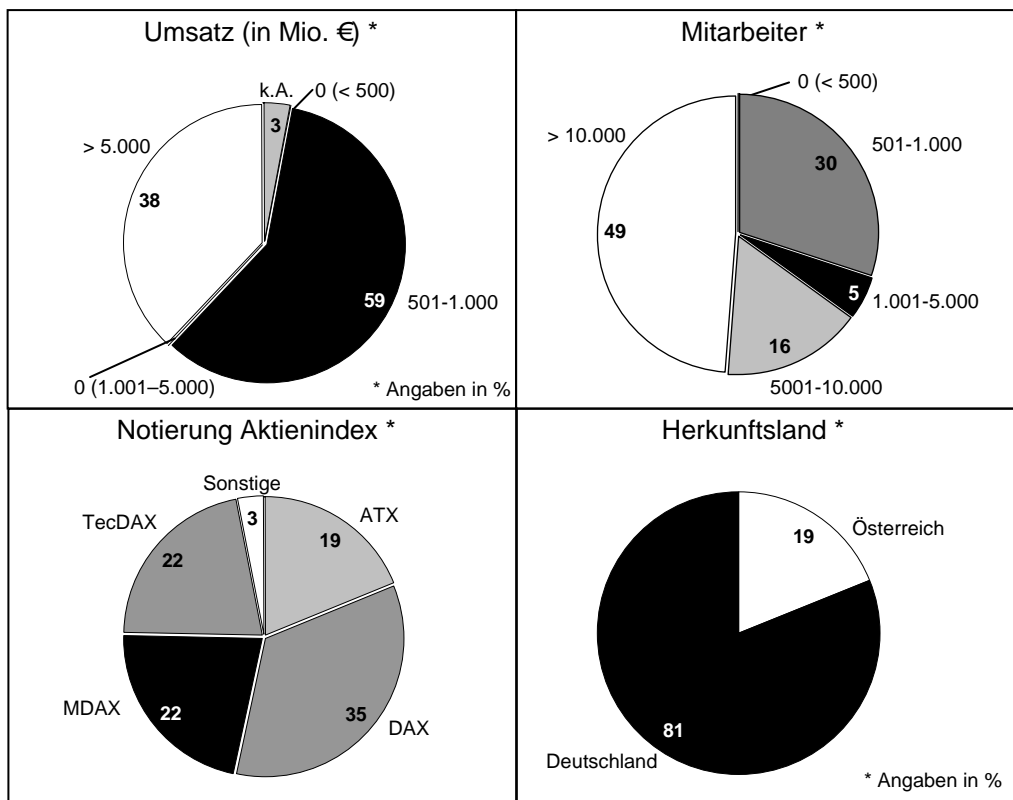 Umsatz (in Mio. €) *
k.A.
0 (< 500)
3
> 5.000
38
59
501-1.000
0 (1.001–5.000)
* Angaben in %
Mitarbeiter *
0 (< 500)
> 10.000
501-1.000
30
49
5
1.001-5.000
16
5001-10.000
Notierung Aktienindex *
Sonstige
TecDAX
3
ATX
19
22
MDAX
22
35
DAX
Herkunftsland *
19
Österreich
81
Deutschland
* Angaben in %